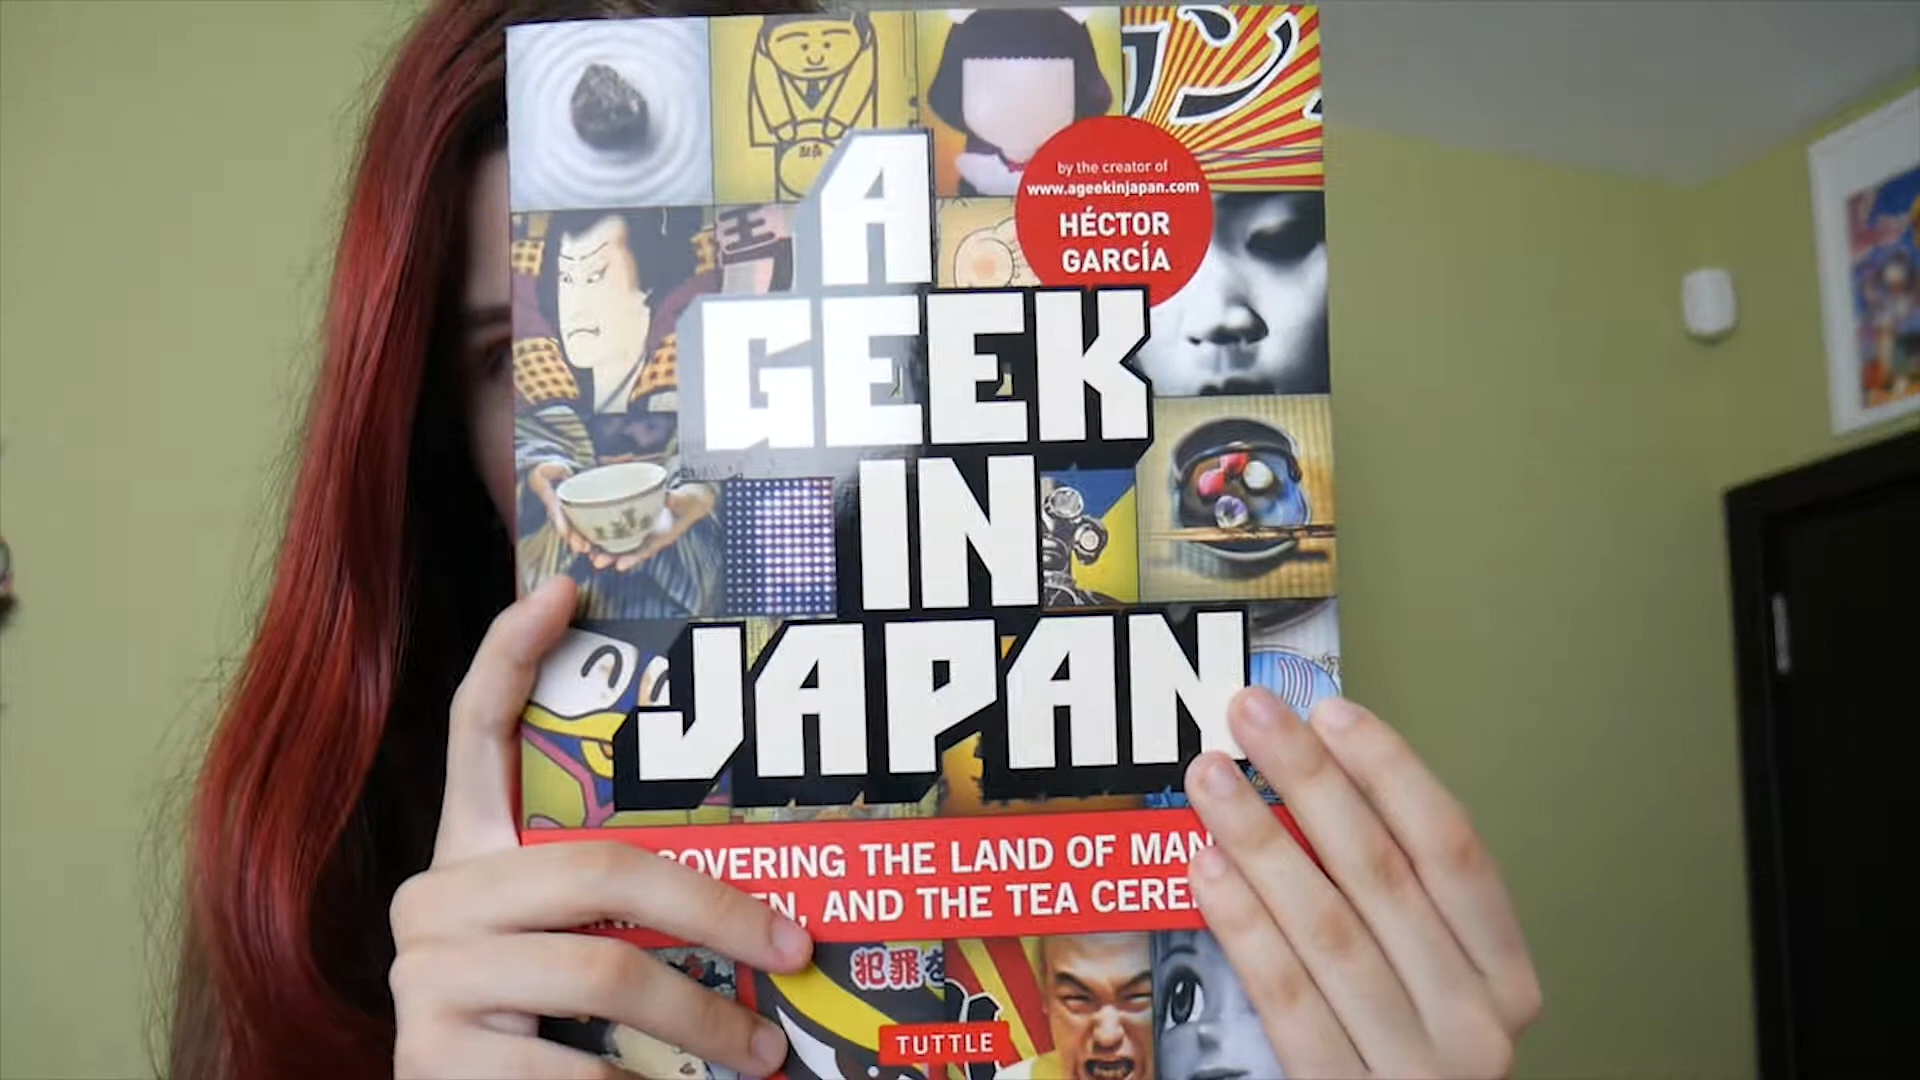 by the creator of
www.ageekinjapan.com
HÉCTOR
GARCÍA
A
GEEK
IN
JAPAN
COVERING THE LAND OF MAN
EN, AND THE TEA CERE
犯罪を
TUTTLE